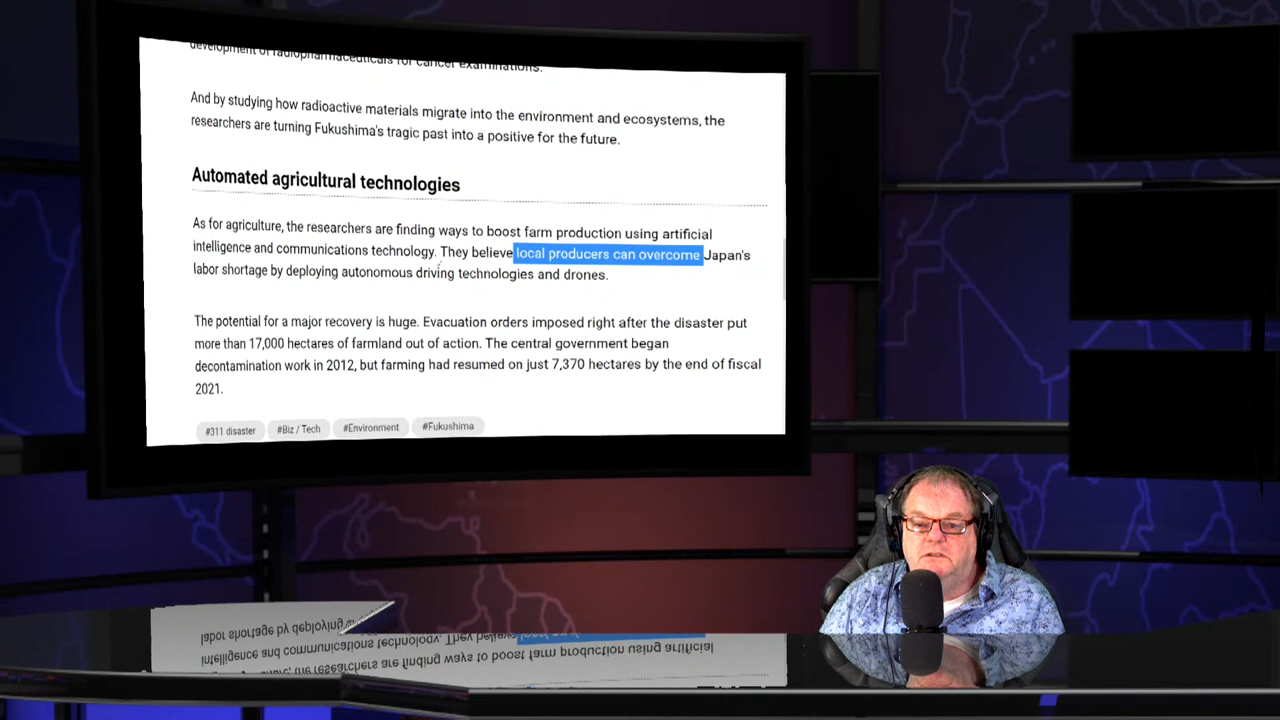 development of radiopharmaceuticals for cancer examinations.
And by studying how radioactive materials migrate into the environment and ecosystems, the
researchers are turning Fukushima's tragic past into a positive for the future.
Automated agricultural technologies
As for agriculture, the researchers are finding ways to boost farm production using artificial
intelligence and communications technology. They believe local producers can overcome Japan's
labor shortage by deploying autonomous driving technologies and drones.
The potential for a major recovery is huge. Evacuation orders imposed right after the disaster put
more than 17,000 hectares of farmland out of action. The central government began
decontamination work in 2012, but farming had resumed on just 7,370 hectares by the end of fiscal
2021.
#311 disaster
#Biz / Tech
#Environment
#Fukushima